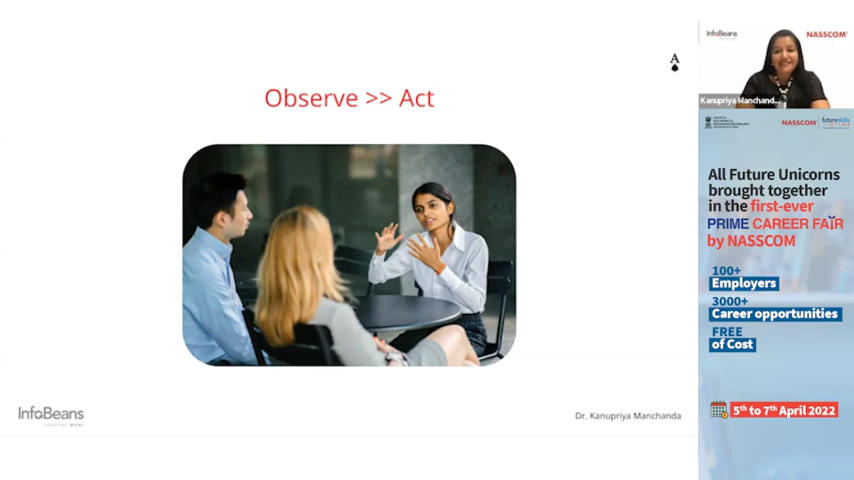 Observe >> Act
A
InfoBeans
CREATING WOW!
Dr. Kanupriya Manchanda
InfoBeans
NASSCOM®
Kanupriya Manchand...
NASSCOM
futureskills
All Future Unicorns
brought together
in the first-ever
PRIME CAREER FAIR
by NASSCOM
100+
Employers
3000+
Career opportunities
FREE
of Cost
5th to 7th April 2022